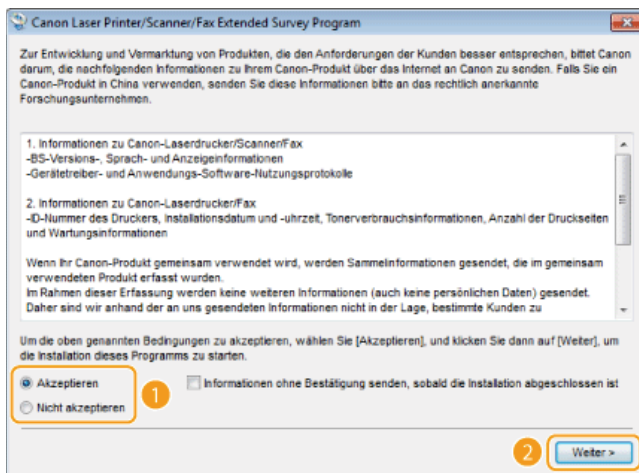 Canon Laser Printer/Scanner/Fax Extended Survey Program
Zur Entwicklung und Vermarktung von Produkten, die den Anforderungen der Kunden besser entsprechen, bittet Canon
darum, die nachfolgenden Informationen zu Ihrem Canon-Produkt über das Internet an Canon zu senden. Falls Sie ein
Canon-Produkt in China verwenden, senden Sie diese Informationen bitte an das rechtlich anerkannte
Forschungsunternehmen.
1. Informationen zu Canon-Laserdrucker/Scanner/Fax
-BS-Versions-, Sprach- und Anzeigeinformationen
-Gerätetreiber- und Anwendungs-Software-Nutzungsprotokolle
2. Informationen zu Canon-Laserdrucker/Fax
-ID-Nummer des Druckers, Installationsdatum und -uhrzeit, Tonerverbrauchsinformationen, Anzahl der Druckseiten
und Wartungsinformationen
Wenn Ihr Canon-Produkt gemeinsam verwendet wird, werden Sammelinformationen gesendet, die im gemeinsam
verwendeten Produkt erfasst wurden.
Im Rahmen dieser Erfassung werden keine weiteren Informationen (auch keine persönlichen Daten) gesendet.
Daher sind wir anhand der an uns gesendeten Informationen nicht in der Lage, bestimmte Kunden zu
Um die oben genannten Bedingungen zu akzeptieren, wählen Sie [Akzeptieren], und klicken Sie dann auf [Weiter], um
die Installation dieses Programms zu starten.
Akzeptieren
Informationen ohne Bestätigung senden, sobald die Installation abgeschlossen ist
Nicht akzeptieren
1
2
Weiter >